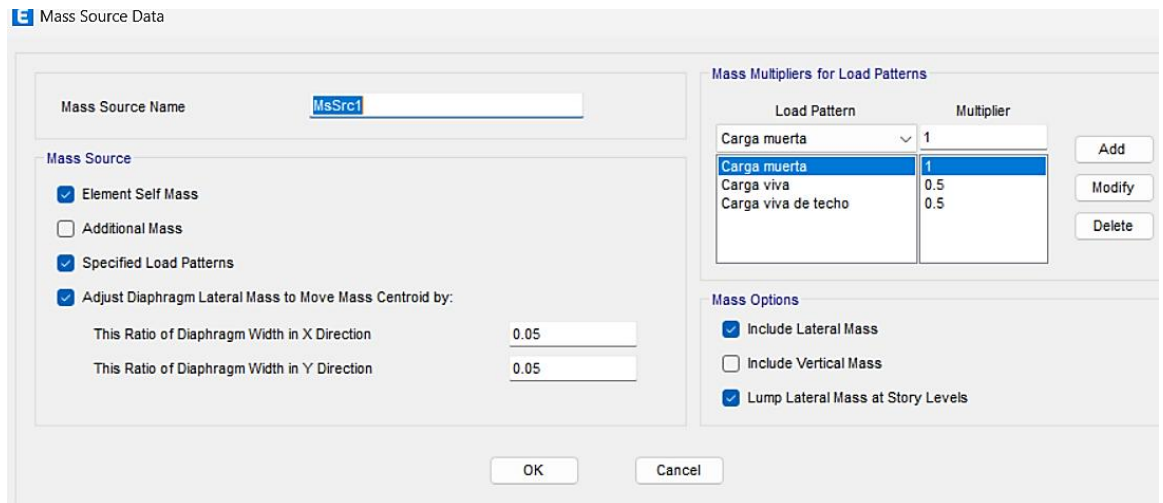 E Mass Source Data
Mass Source Name MsSrc1
Mass Source
Element Self Mass
Additional Mass
Specified Load Patterns
Adjust Diaphragm Lateral Mass to Move Mass Centroid by:
This Ratio of Diaphragm Width in X Direction 0.05
This Ratio of Diaphragm Width in Y Direction 0.05
Mass Multipliers for Load Patterns
Load Pattern Multiplier
Carga muerta 1
Carga muerta 1
Carga viva 0.5
Carga viva de techo 0.5
Add
Modify
Delete
Mass Options
Include Lateral Mass
Include Vertical Mass
Lump Lateral Mass at Story Levels
OK Cancel